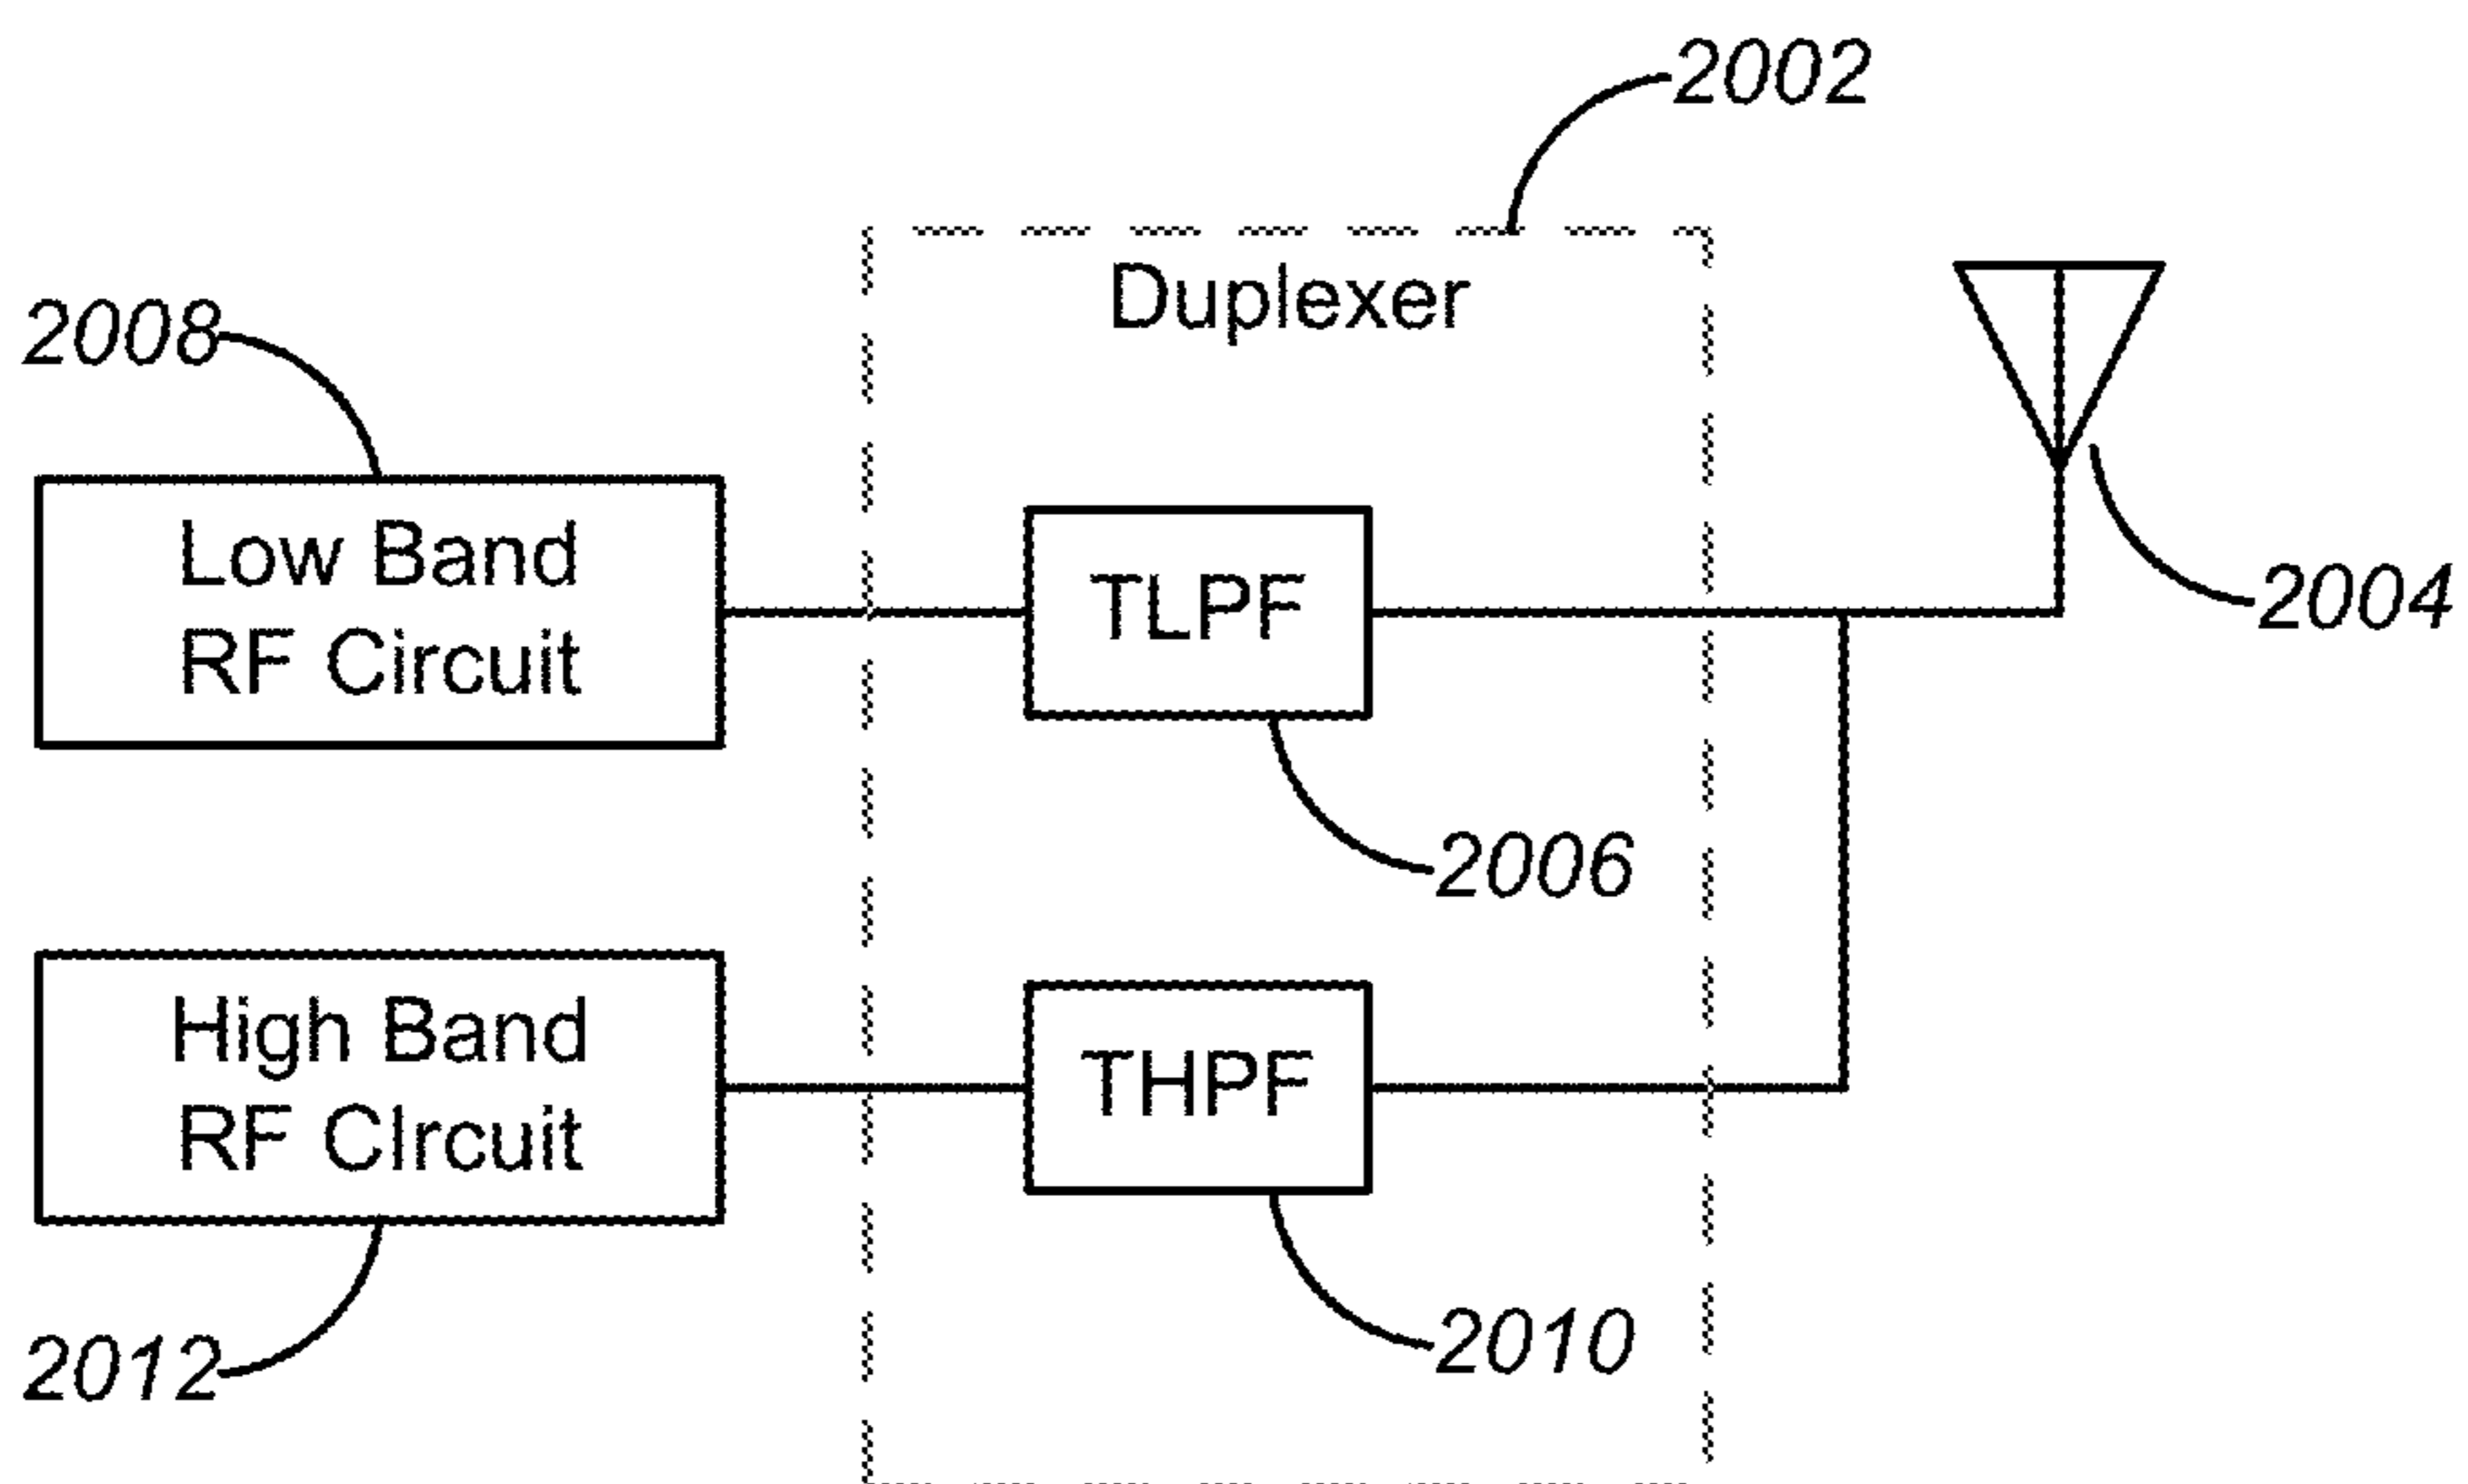 2002
Duplexer
2008
Low Band
RF Circuit
TLPF
2004
2006
High Band
RF CIrcuit
THPF
2012
2010